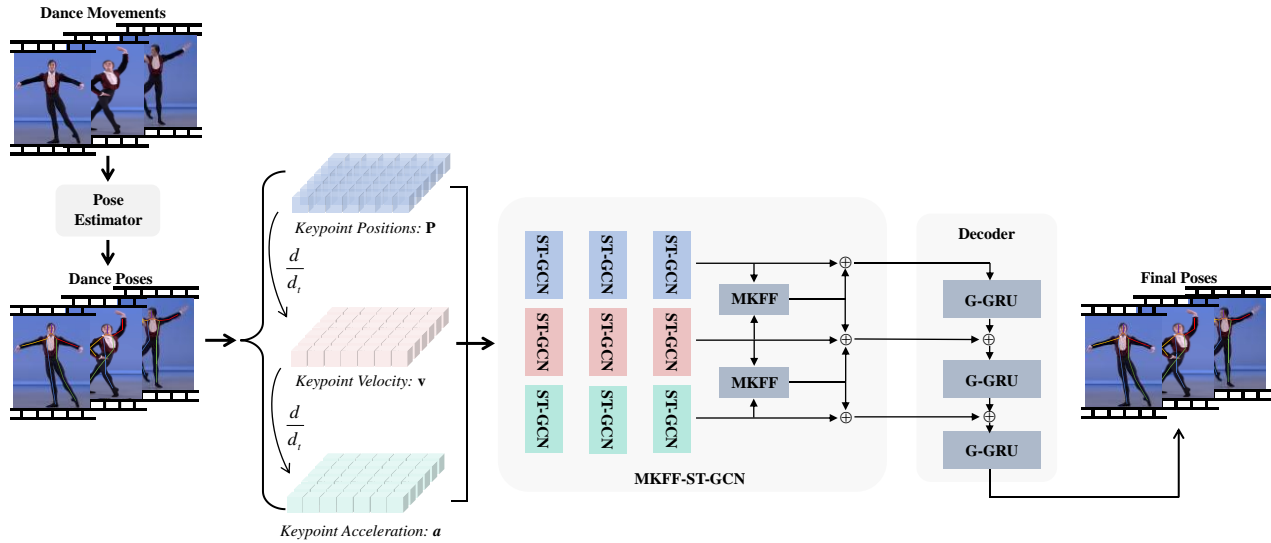 Dance Movements
Pose
Estimator
Dance Poses
Keypoint Positions: P
d
d_t
Keypoint Velocity: v
d
d_t
Keypoint Acceleration: a
ST-GCN
ST-GCN
ST-GCN
ST-GCN
ST-GCN
ST-GCN
ST-GCN
ST-GCN
ST-GCN
MKFF
MKFF
MKFF-ST-GCN
Decoder
G-GRU
G-GRU
G-GRU
Final Poses